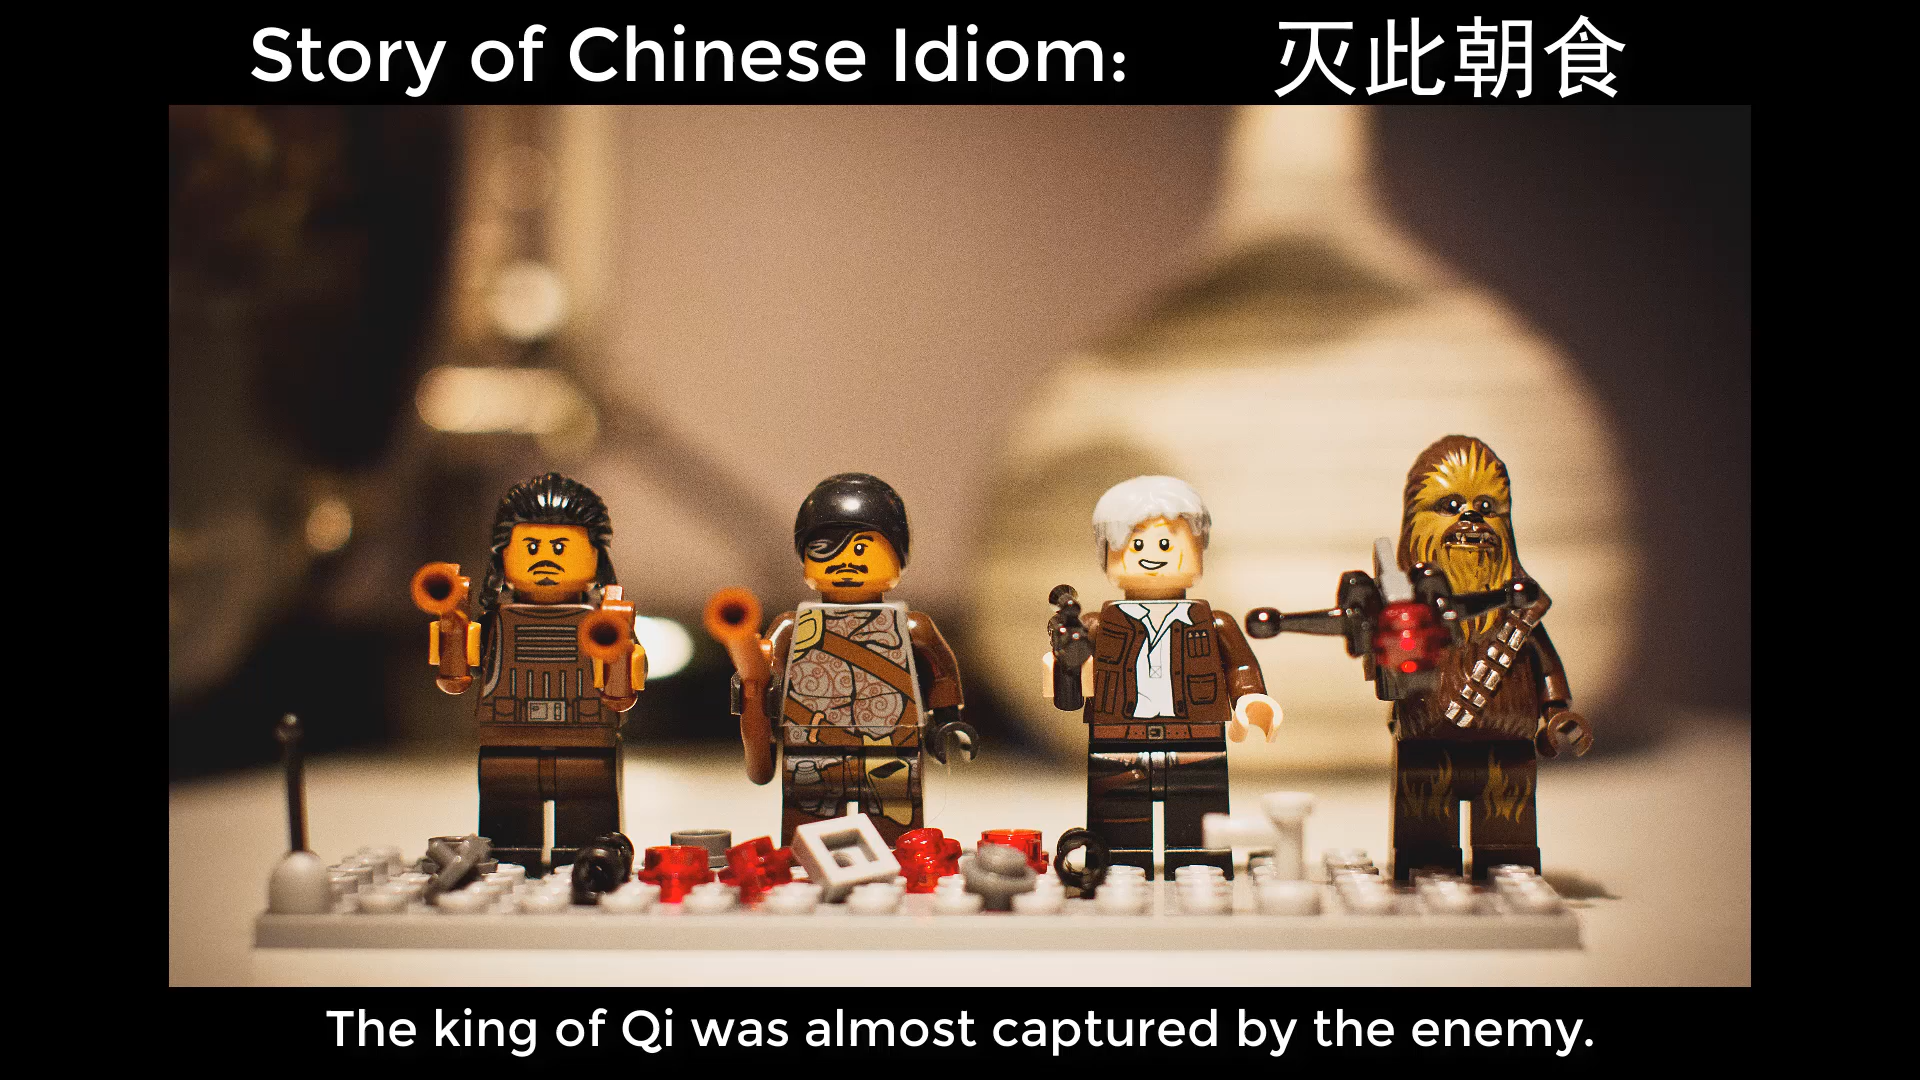 Story of Chinese Idiom: 灭此朝食
The king of Qi was almost captured by the enemy.